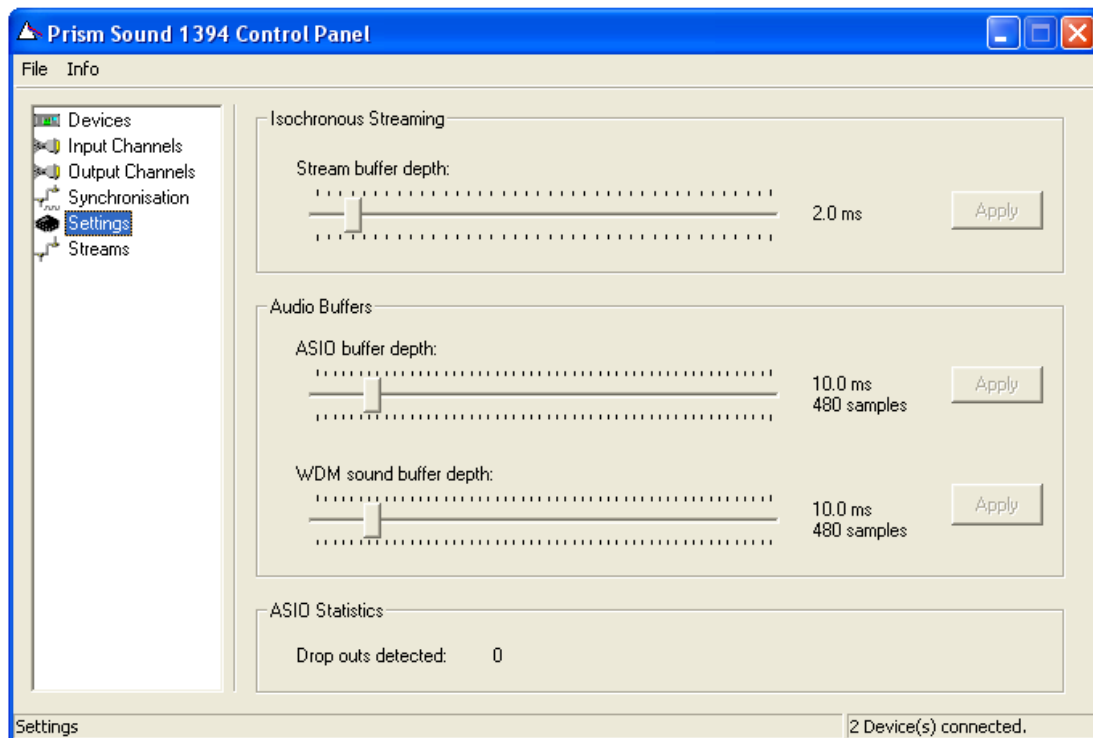 Prism Sound 1394 Control Panel
File Info
Devices
Input Channels
Output Channels
Synchronisation
Settings
Streams
Isochronous Streaming
Stream buffer depth:
2.0 ms
Apply
Audio Buffers
ASIO buffer depth:
10.0 ms
480 samples
Apply
WDM sound buffer depth:
10.0 ms
480 samples
Apply
ASIO Statistics
Drop outs detected: 0
Settings
2 Device(s) connected.